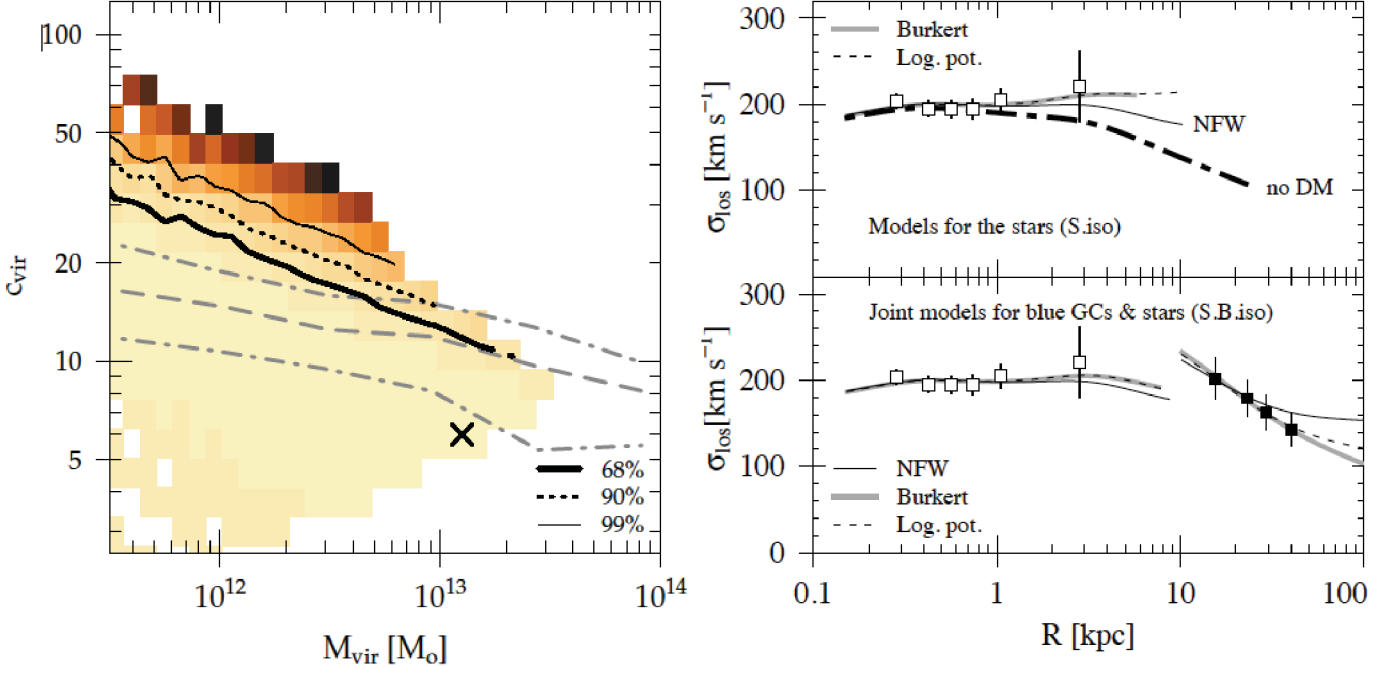 100
50
20
10
5
c_vir
68%
90%
99%
10^12
10^13
10^14
M_vir [M_o]
300
200
100
σ_los [km s^−1]
Burkert
Log. pot.
NFW
no DM
Models for the stars (S.iso)
300
200
100
0
σ_los[km s^−1]
Joint models for blue GCs & stars (S.B.iso)
NFW
Burkert
Log. pot.
0.1
1
10
100
R [kpc]